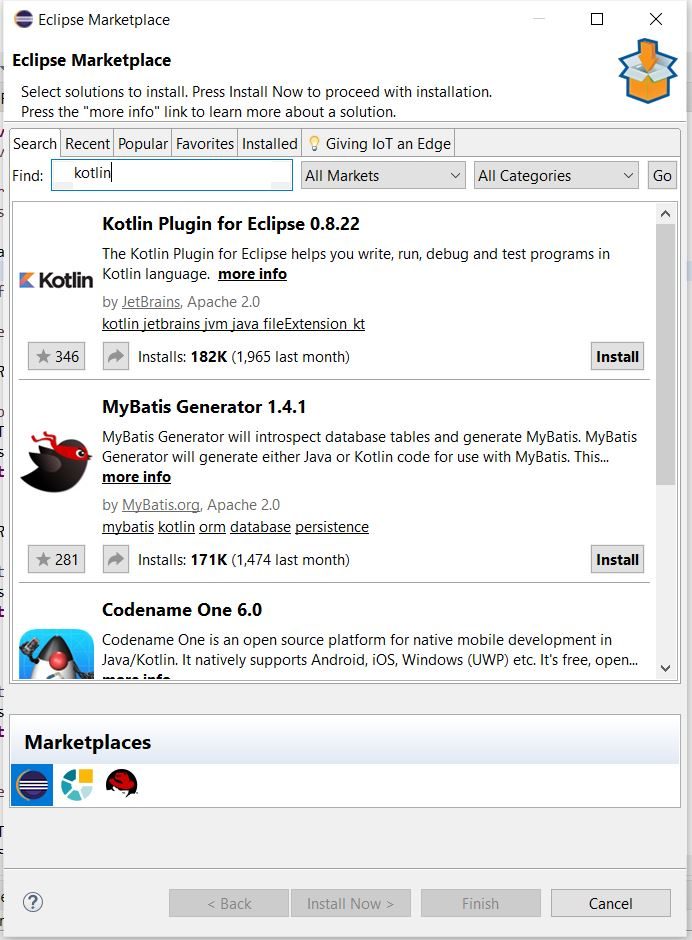 Eclipse Marketplace
Eclipse Marketplace
Select solutions to install. Press Install Now to proceed with installation.
Press the "more info" link to learn more about a solution.
Search Recent Popular Favorites Installed Giving IoT an Edge
Find: kotlin All Markets All Categories Go
Kotlin Plugin for Eclipse 0.8.22
Kotlin
The Kotlin Plugin for Eclipse helps you write, run, debug and test programs in
Kotlin language. more info
by JetBrains, Apache 2.0
kotlin jetbrains jvm java fileExtension_kt
346 Installs: 182K (1,965 last month) Install
MyBatis Generator 1.4.1
MyBatis Generator will introspect database tables and generate MyBatis. MyBatis
Generator will generate either Java or Kotlin code for use with MyBatis. This...
more info
by MyBatis.org, Apache 2.0
mybatis kotlin orm database persistence
281 Installs: 171K (1,474 last month) Install
Codename One 6.0
Codename One is an open source platform for native mobile development in
Java/Kotlin. It natively supports Android, iOS, Windows (UWP) etc. It's free, open...
more info
Marketplaces
? < Back Install Now > Finish Cancel